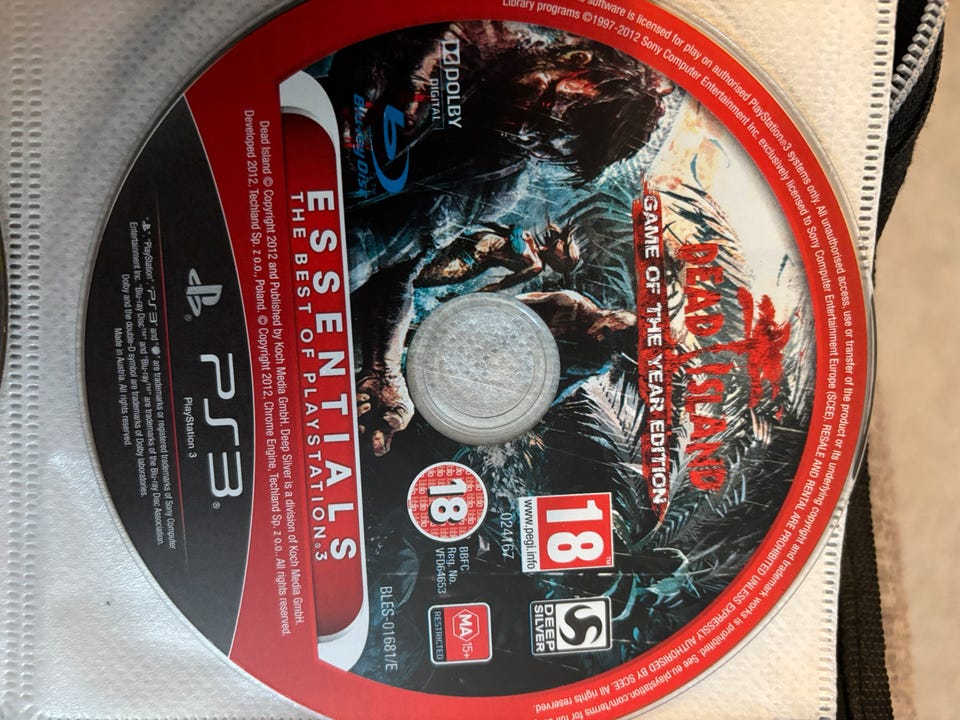 software is licensed for play on authorised PlayStation®3 systems only. All unauthorised access, use or transfer of the product or its underlying copyright and trademark works is prohibited. See eu.playstation.com/terms for full
Library programs ©1997-2012 Sony Computer Entertainment Inc. exclusively licensed to Sony Computer Entertainment Europe (SCEE). RESALE AND RENTAL ARE PROHIBITED UNLESS EXPRESSLY AUTHORISED BY SCEE. All rights reserved.
DEAD ISLAND
GAME OF THE YEAR EDITION
DOLBY
DIGITAL
Blu-ray Disc
18
www.pegi.info
024767
18
BBFC
Reg. No.
VFD64653
DEEP
SILVER
MA 15+
RESTRICTED
BLES-01681/E
ESSENTIALS
THE BEST OF PLAYSTATION®3
Dead Island © Copyright 2012 and Published by Koch Media GmbH. Deep Silver is a division of Koch Media GmbH.
Developed 2012, Techland Sp. z o.o., Poland. © Copyright 2012, Chrome Engine, Techland Sp. z o.o. All rights reserved.
PS3®
PlayStation 3
"PlayStation", "PS3" and are trademarks or registered trademarks of Sony Computer
Entertainment Inc. "Blu-ray Disc™" and "Blu-ray™" are trademarks of the Blu-ray Disc Association.
Dolby and the double-D symbol are trademarks of Dolby laboratories.
Made in Austria. All rights reserved.